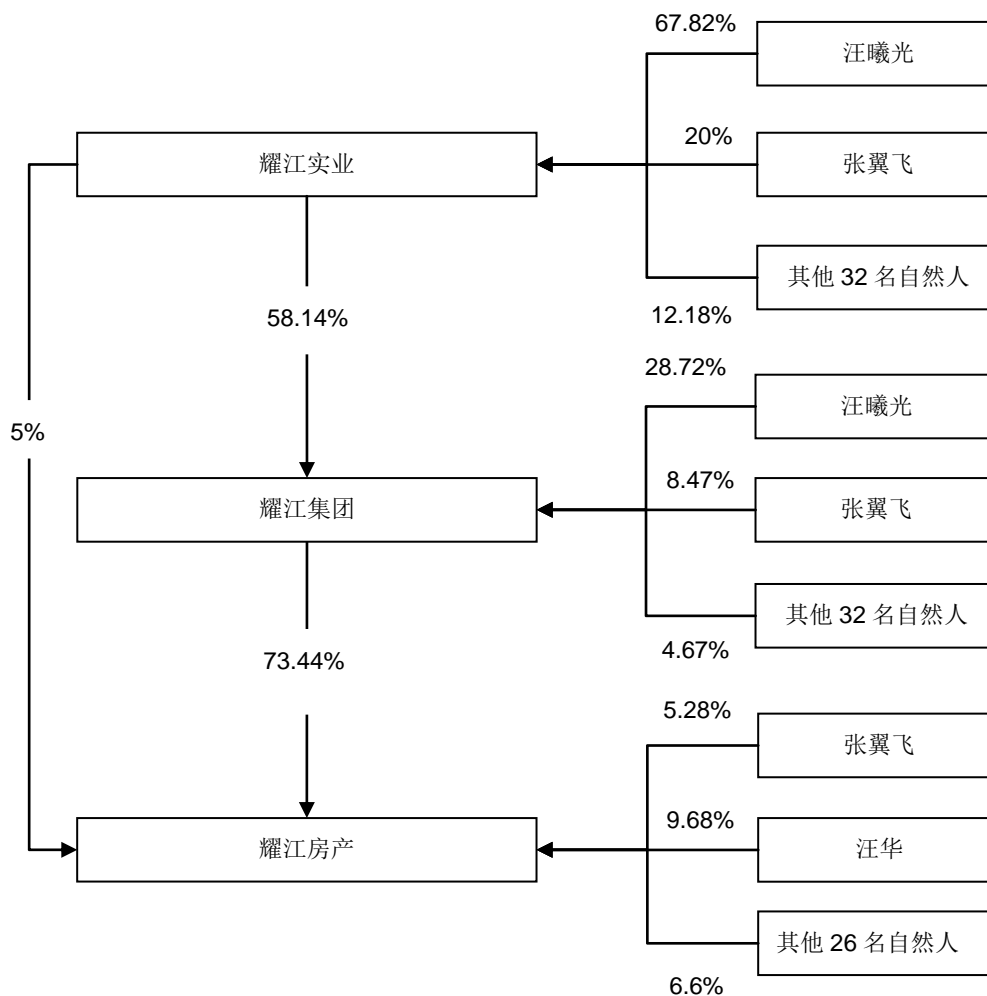 67.82%
汪曦光
20%
耀江实业
张翼飞
其他 32 名自然人
12.18%
58.14%
28.72%
汪曦光
5%
8.47%
耀江集团
张翼飞
其他 32 名自然人
4.67%
73.44%
5.28%
张翼飞
9.68%
耀江房产
汪华
其他 26 名自然人
6.6%